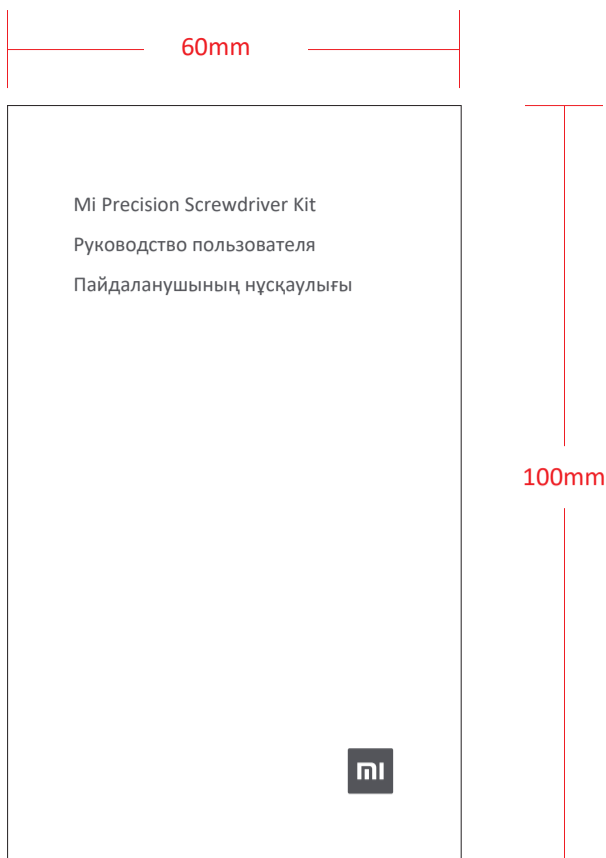 60mm
Mi Precision Screwdriver Kit
Руководство пользователя
Пайдаланушының нұсқаулығы
100mm
mi